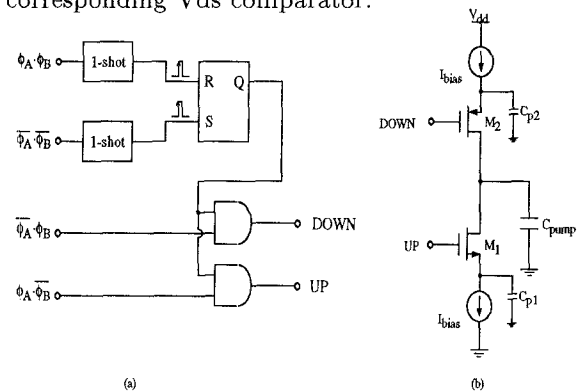 corresponding Vds comparator.
ϕA·ϕB
1-shot
R Q
S
ϕ̅A·ϕ̅B
1-shot
ϕ̅A·ϕB
DOWN
ϕA·ϕ̅B
UP
(a)
Vdd
Ibias
Cp2
DOWN
M2
Cpump
UP
M1
Cp1
Ibias
(b)